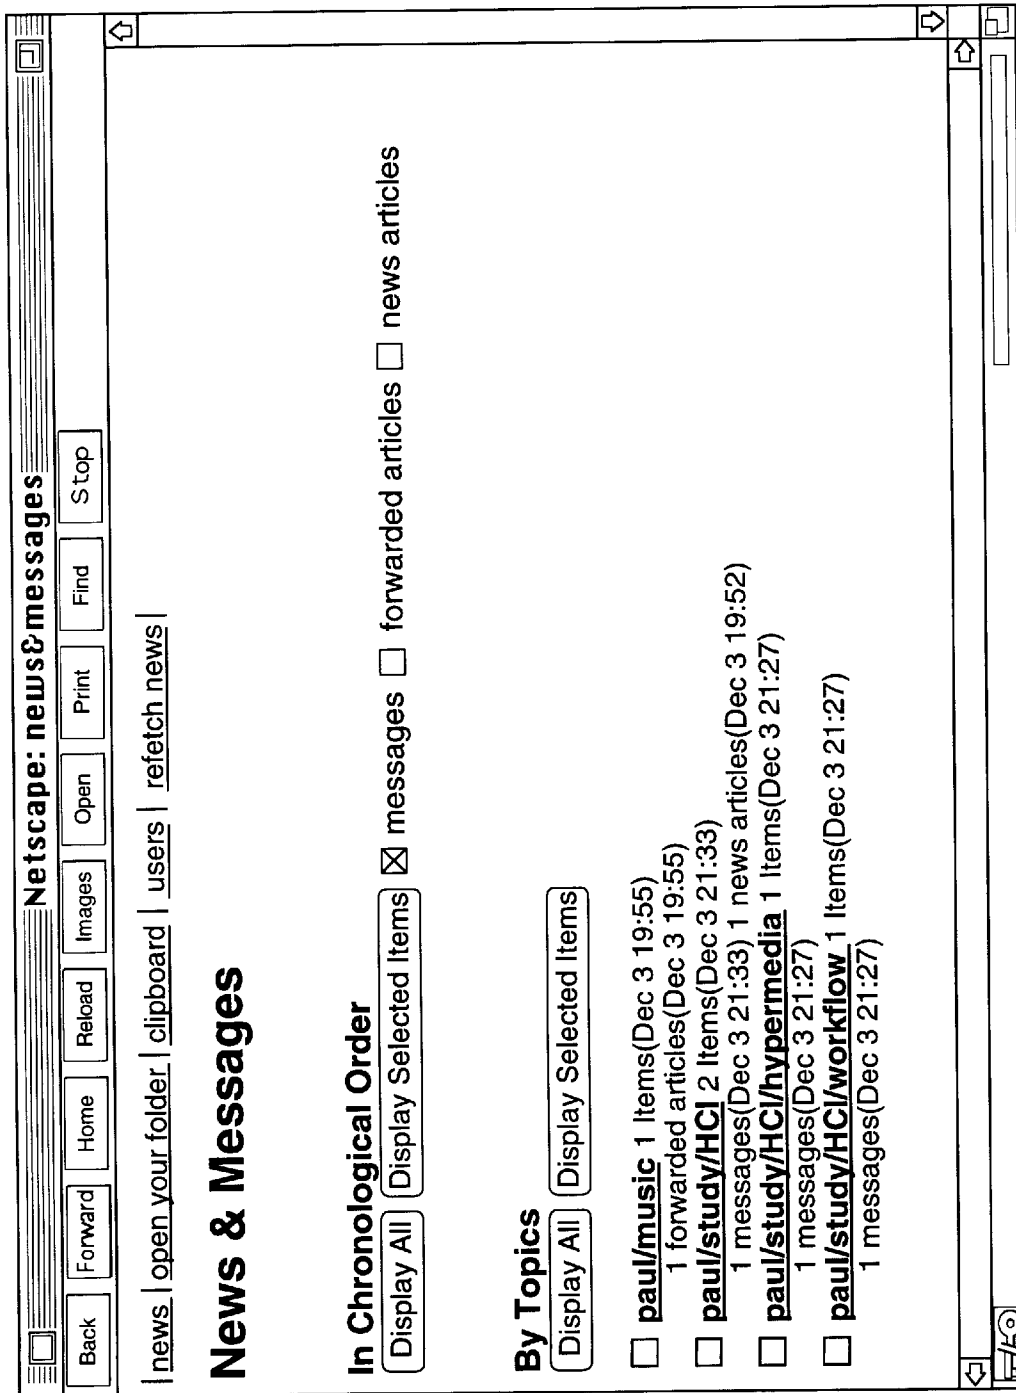 Netscape: news&messages
Back Forward Home Reload Images Open Print Find Stop
| news | open your folder | clipboard | users | refetch news |
News & Messages
In Chronological Order
Display All Display Selected Items messages forwarded articles news articles
By Topics
Display All Display Selected Items
paul/music 1 Items(Dec 3 19:55)
1 forwarded articles(Dec 3 19:55)
paul/study/HCI 2 Items(Dec 3 21:33)
1 messages(Dec 3 21:33) 1 news articles(Dec 3 19:52)
paul/study/HCI/hypermedia 1 Items(Dec 3 21:27)
1 messages(Dec 3 21:27)
paul/study/HCI/workflow 1 Items(Dec 3 21:27)
1 messages(Dec 3 21:27)